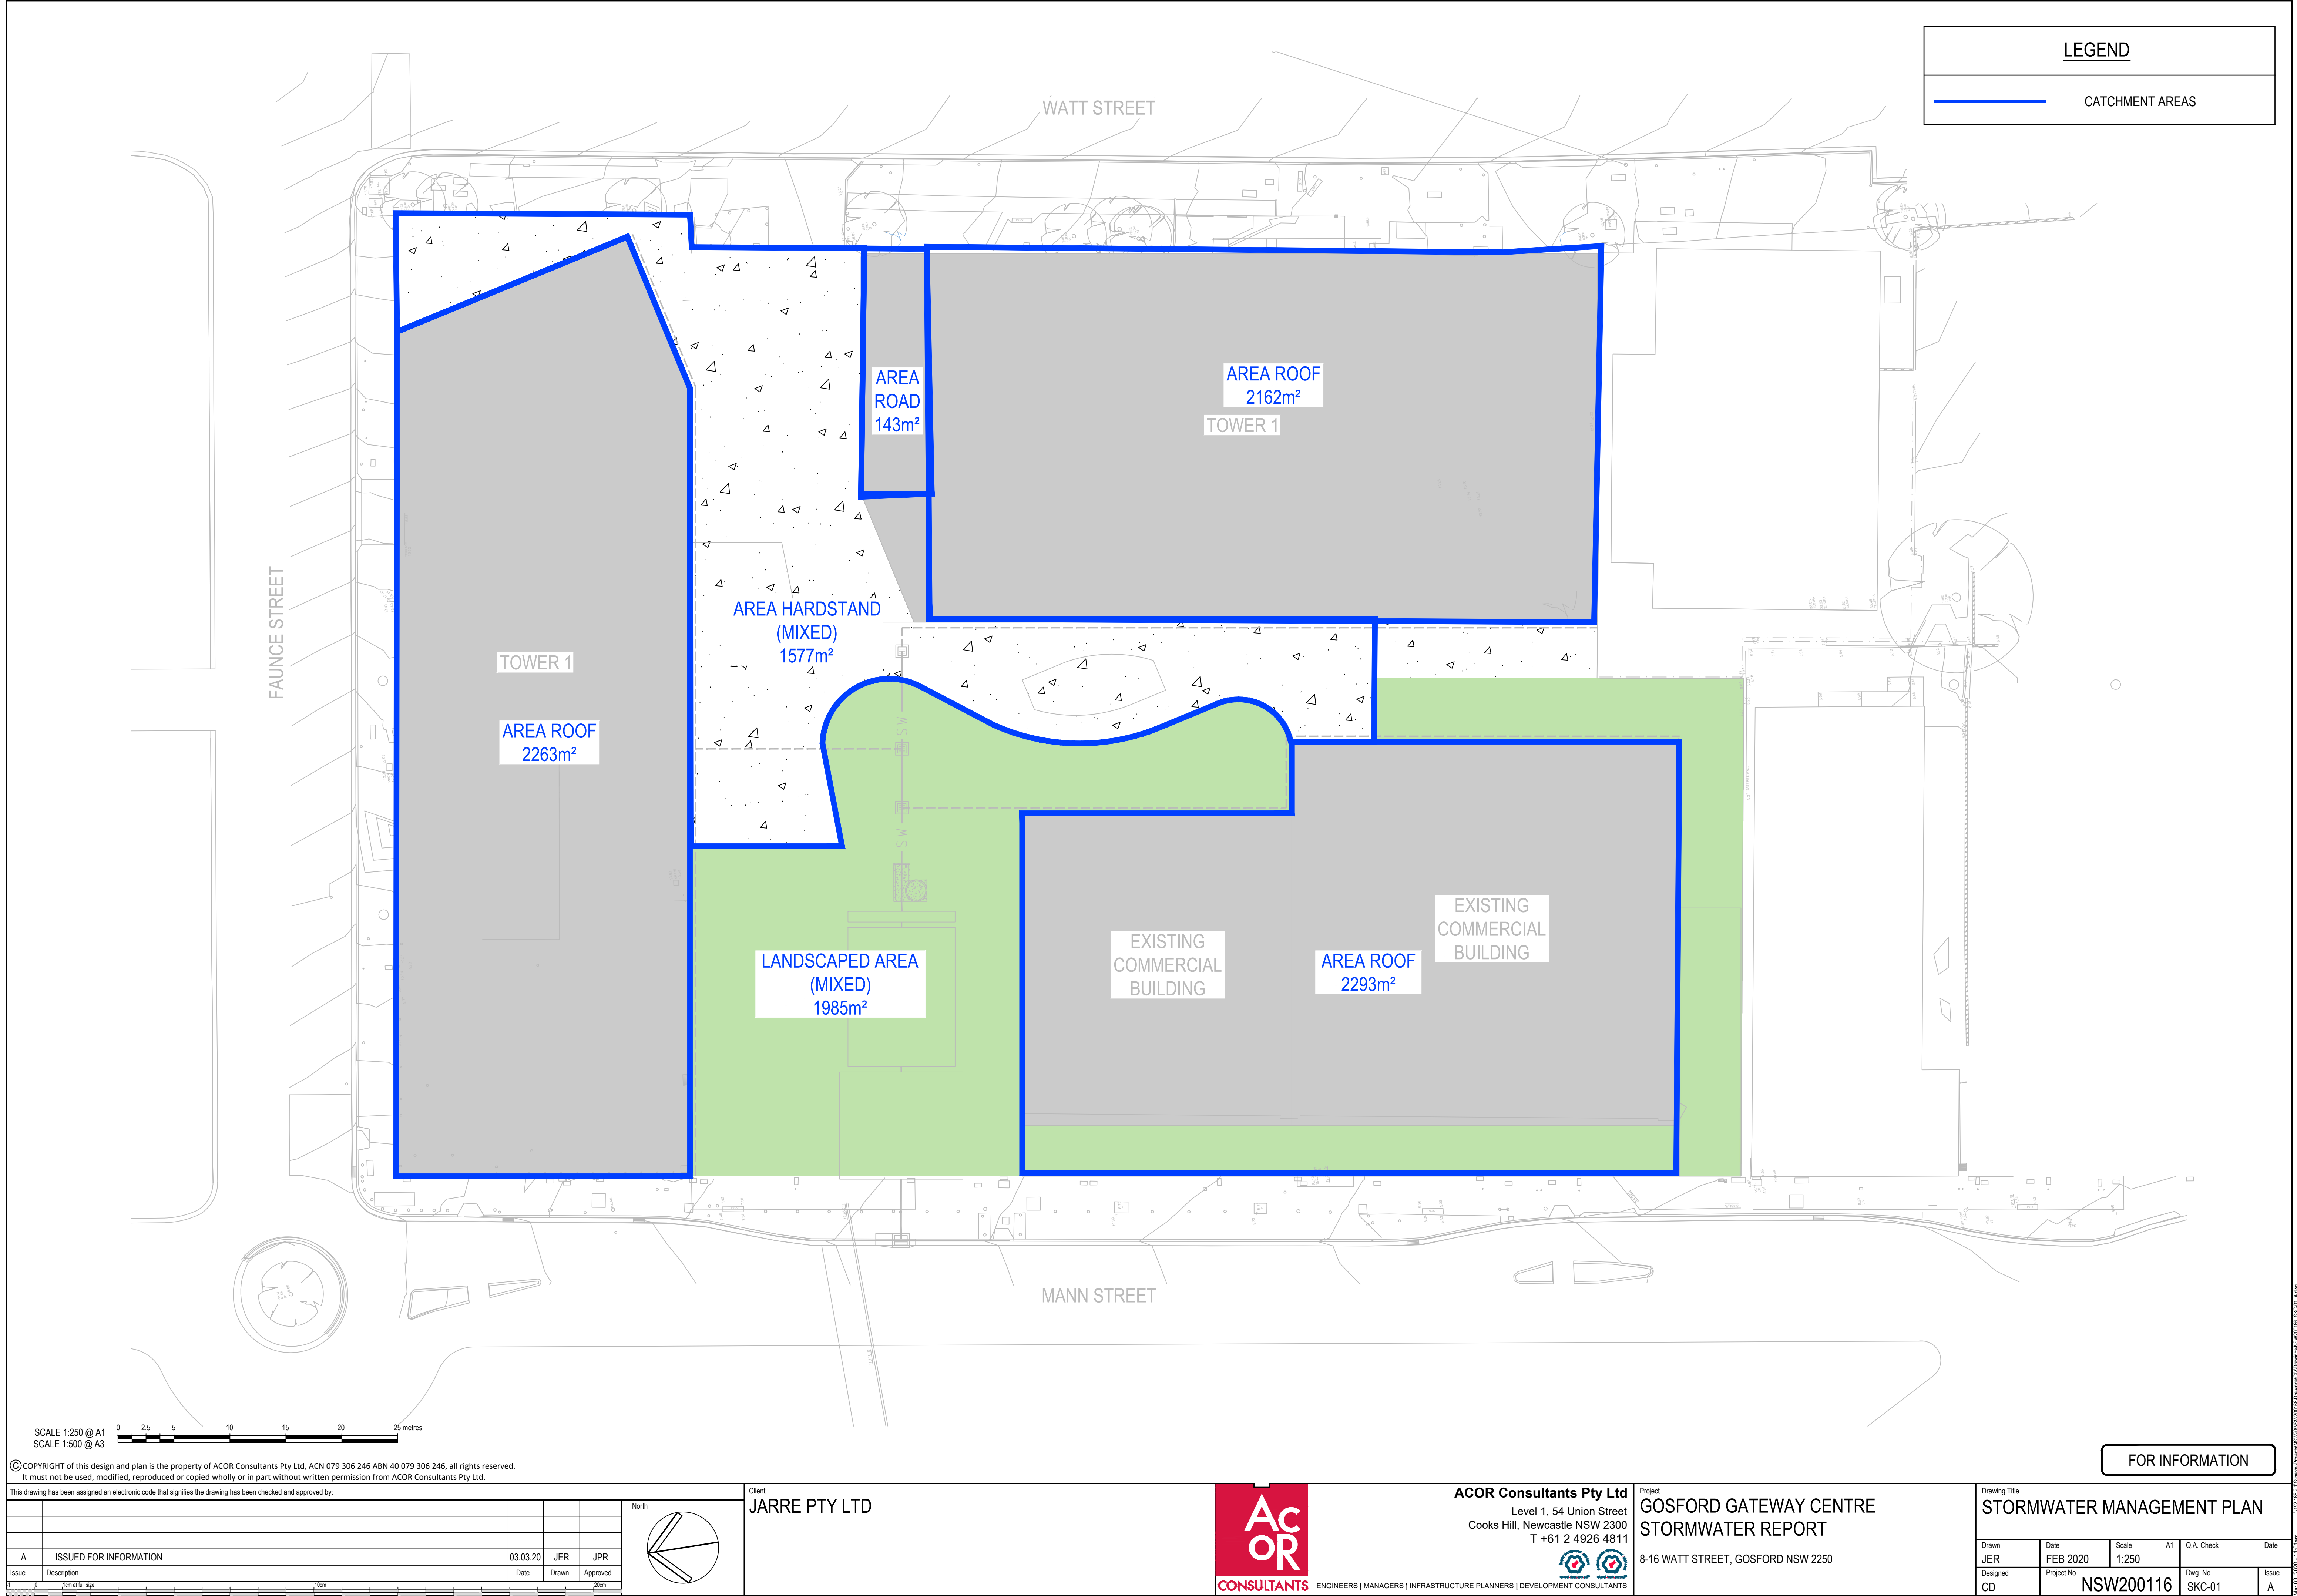 LEGEND
CATCHMENT AREAS
WATT STREET
FAUNCE STREET
AREA
ROAD
143m²
AREA ROOF
2162m²
TOWER 1
AREA HARDSTAND
(MIXED)
1577m²
TOWER 1
AREA ROOF
2263m²
SW
SW
LANDSCAPED AREA
(MIXED)
1985m²
EXISTING
COMMERCIAL
BUILDING
AREA ROOF
2293m²
EXISTING
COMMERCIAL
BUILDING
MANN STREET
SCALE 1:250 @ A1
SCALE 1:500 @ A3
0 2.5 5 10 15 20 25 metres
FOR INFORMATION
© COPYRIGHT of this design and plan is the property of ACOR Consultants Pty Ltd, ACN 079 306 246 ABN 40 079 306 246, all rights reserved.
It must not be used, modified, reproduced or copied wholly or in part without written permission from ACOR Consultants Pty Ltd.
This drawing has been assigned an electronic code that signifies the drawing has been checked and approved by:
A ISSUED FOR INFORMATION 03.03.20 JER JPR
Issue Description Date Drawn Approved
0 1cm at full size 10cm 20cm
North
Client
JARRE PTY LTD
ACOR
CONSULTANTS
ACOR Consultants Pty Ltd
Level 1, 54 Union Street
Cooks Hill, Newcastle NSW 2300
T +61 2 4926 4811
ENGINEERS | MANAGERS | INFRASTRUCTURE PLANNERS | DEVELOPMENT CONSULTANTS
Project
GOSFORD GATEWAY CENTRE
STORMWATER REPORT
8-16 WATT STREET, GOSFORD NSW 2250
Drawing Title
STORMWATER MANAGEMENT PLAN
Drawn Date Scale A1 Q.A. Check Date
JER FEB 2020 1:250
Designed Project No. Dwg. No. Issue
CD NSW200116 SKC-01 A